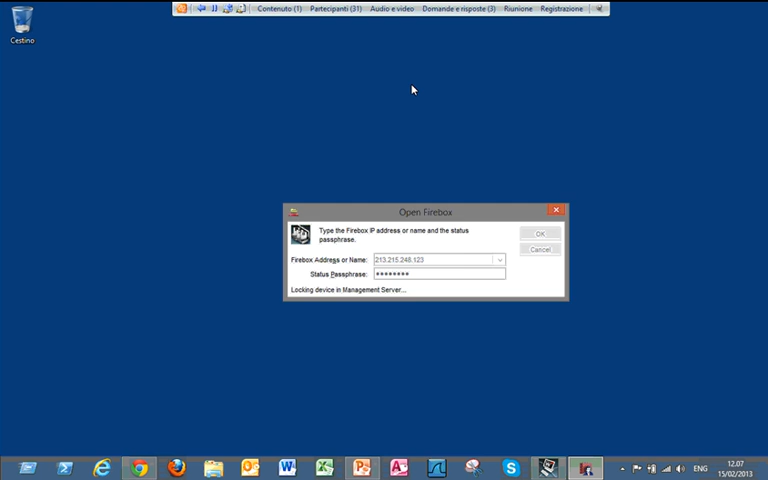 Contenuto (1) Partecipanti (31) Audio e video Domande e risposte (3) Riunione Registrazione
Cestino
Open Firebox
Type the Firebox IP address or name and the status
passphrase.
OK
Cancel
Firebox Address or Name: 213.215.248.123
Status Passphrase: ********
Locking device in Management Server...
ENG
12.07
15/02/2013